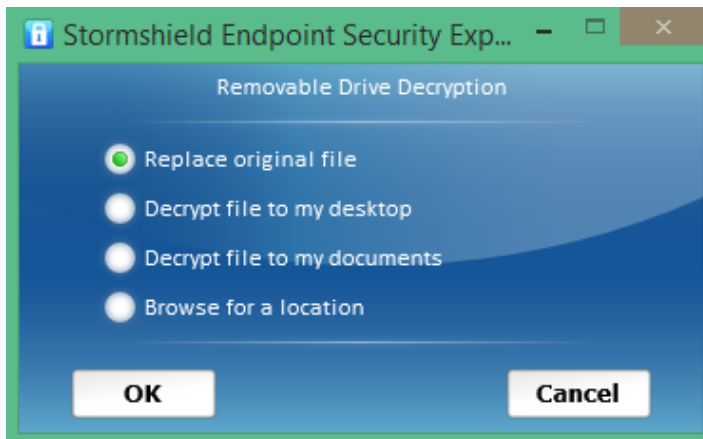 Stormshield Endpoint Security Exp...
Removable Drive Decryption
Replace original file
Decrypt file to my desktop
Decrypt file to my documents
Browse for a location
OK
Cancel